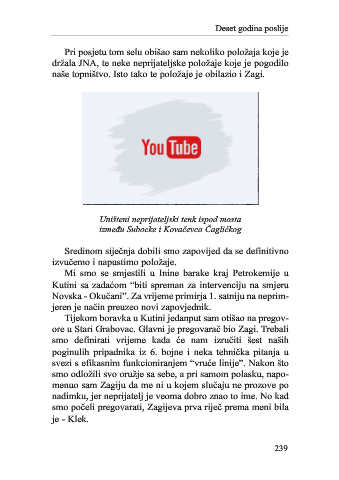 Deset godina poslije
Pri posjetu tom selu obišao sam nekoliko položaja koje je
držala JNA, te neke neprijateljske položaje koje je pogodilo
naše topništvo. Isto tako te položaje je obilazio i Zagi.
YouTube
Uništeni neprijateljski tenk ispod mosta
između Subocke i Kovačevca Čagličkog
Sredinom siječnja dobili smo zapovijed da se definitivno
izvučemo i napustimo položaje.
Mi smo se smjestili u Inine barake kraj Petrokemije u
Kutini sa zadaćom “biti spreman za intervenciju na smjeru
Novska - Okučani”. Za vrijeme primirja 1. satniju na neprim-
jeren je način preuzeo novi zapovjednik.
Tijekom boravka u Kutini jedanput sam otišao na pregov-
ore u Stari Grabovac. Glavni je pregovarač bio Zagi. Trebali
smo definirati vrijeme kada će nam izručiti šest naših
poginulih pripadnika iz 6. bojne i neka tehnička pitanja u
svezi s efikasnim funkcioniranjem “vruće linije”. Nakon što
smo odložili svo oružje sa sebe, a pri samom polasku, napo-
menuo sam Zagiju da me ni u kojem slučaju ne prozove po
nadimku, jer neprijatelj je veoma dobro znao to ime. No kad
smo počeli pregovarati, Zagijeva prva riječ prema meni bila
je - Klek.
239